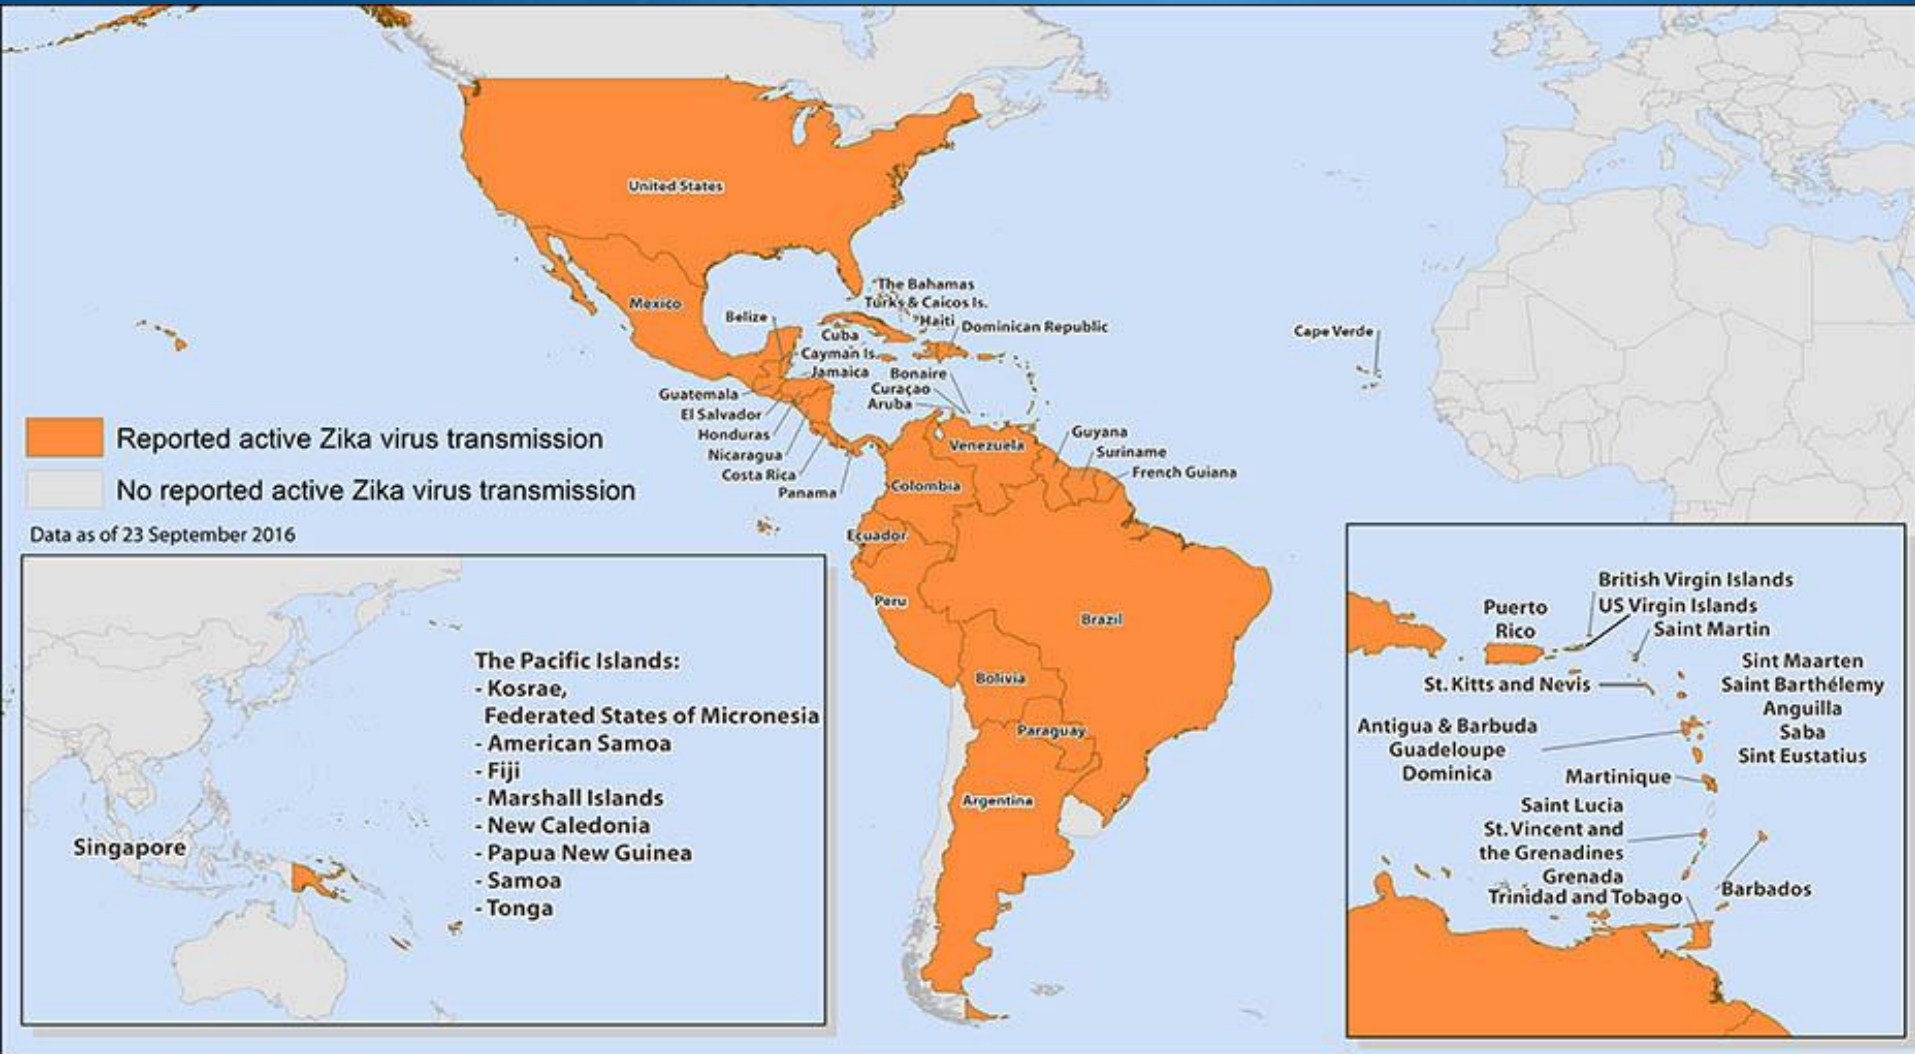 United States
Mexico
The Bahamas
Turks & Caicos Is.
Haiti
Dominican Republic
Belize
Cuba
Cayman Is.
Jamaica
Bonaire
Curaçao
Aruba
Guatemala
El Salvador
Honduras
Nicaragua
Costa Rica
Panama
Cape Verde
Venezuela
Guyana
Suriname
French Guiana
Colombia
Ecuador
Peru
Brazil
Bolivia
Paraguay
Argentina
Reported active Zika virus transmission
No reported active Zika virus transmission
Data as of 23 September 2016
Singapore
The Pacific Islands:
- Kosrae,
Federated States of Micronesia
- American Samoa
- Fiji
- Marshall Islands
- New Caledonia
- Papua New Guinea
- Samoa
- Tonga
British Virgin Islands
US Virgin Islands
Saint Martin
Puerto
Rico
St. Kitts and Nevis
Sint Maarten
Saint Barthélemy
Anguilla
Saba
Sint Eustatius
Antigua & Barbuda
Guadeloupe
Dominica
Martinique
Saint Lucia
St. Vincent and
the Grenadines
Grenada
Trinidad and Tobago
Barbados